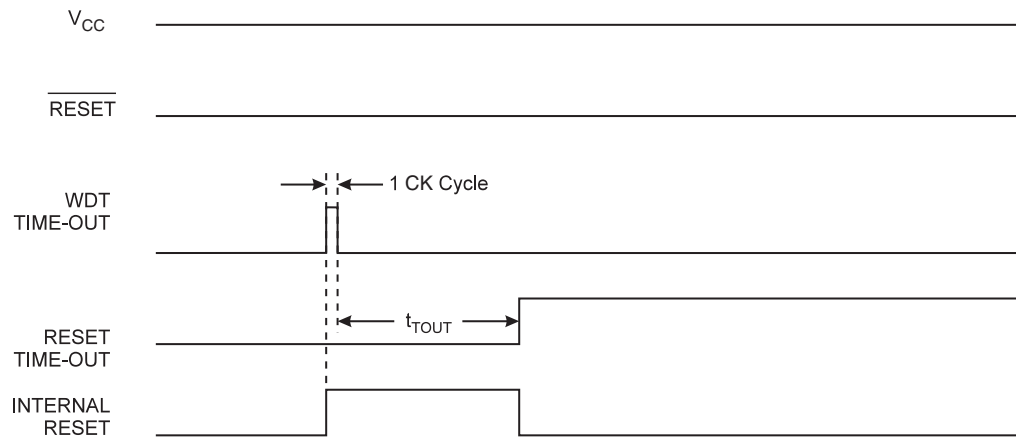 VCC
RESET
1 CK Cycle
WDT
TIME-OUT
tTOUT
RESET
TIME-OUT
INTERNAL
RESET